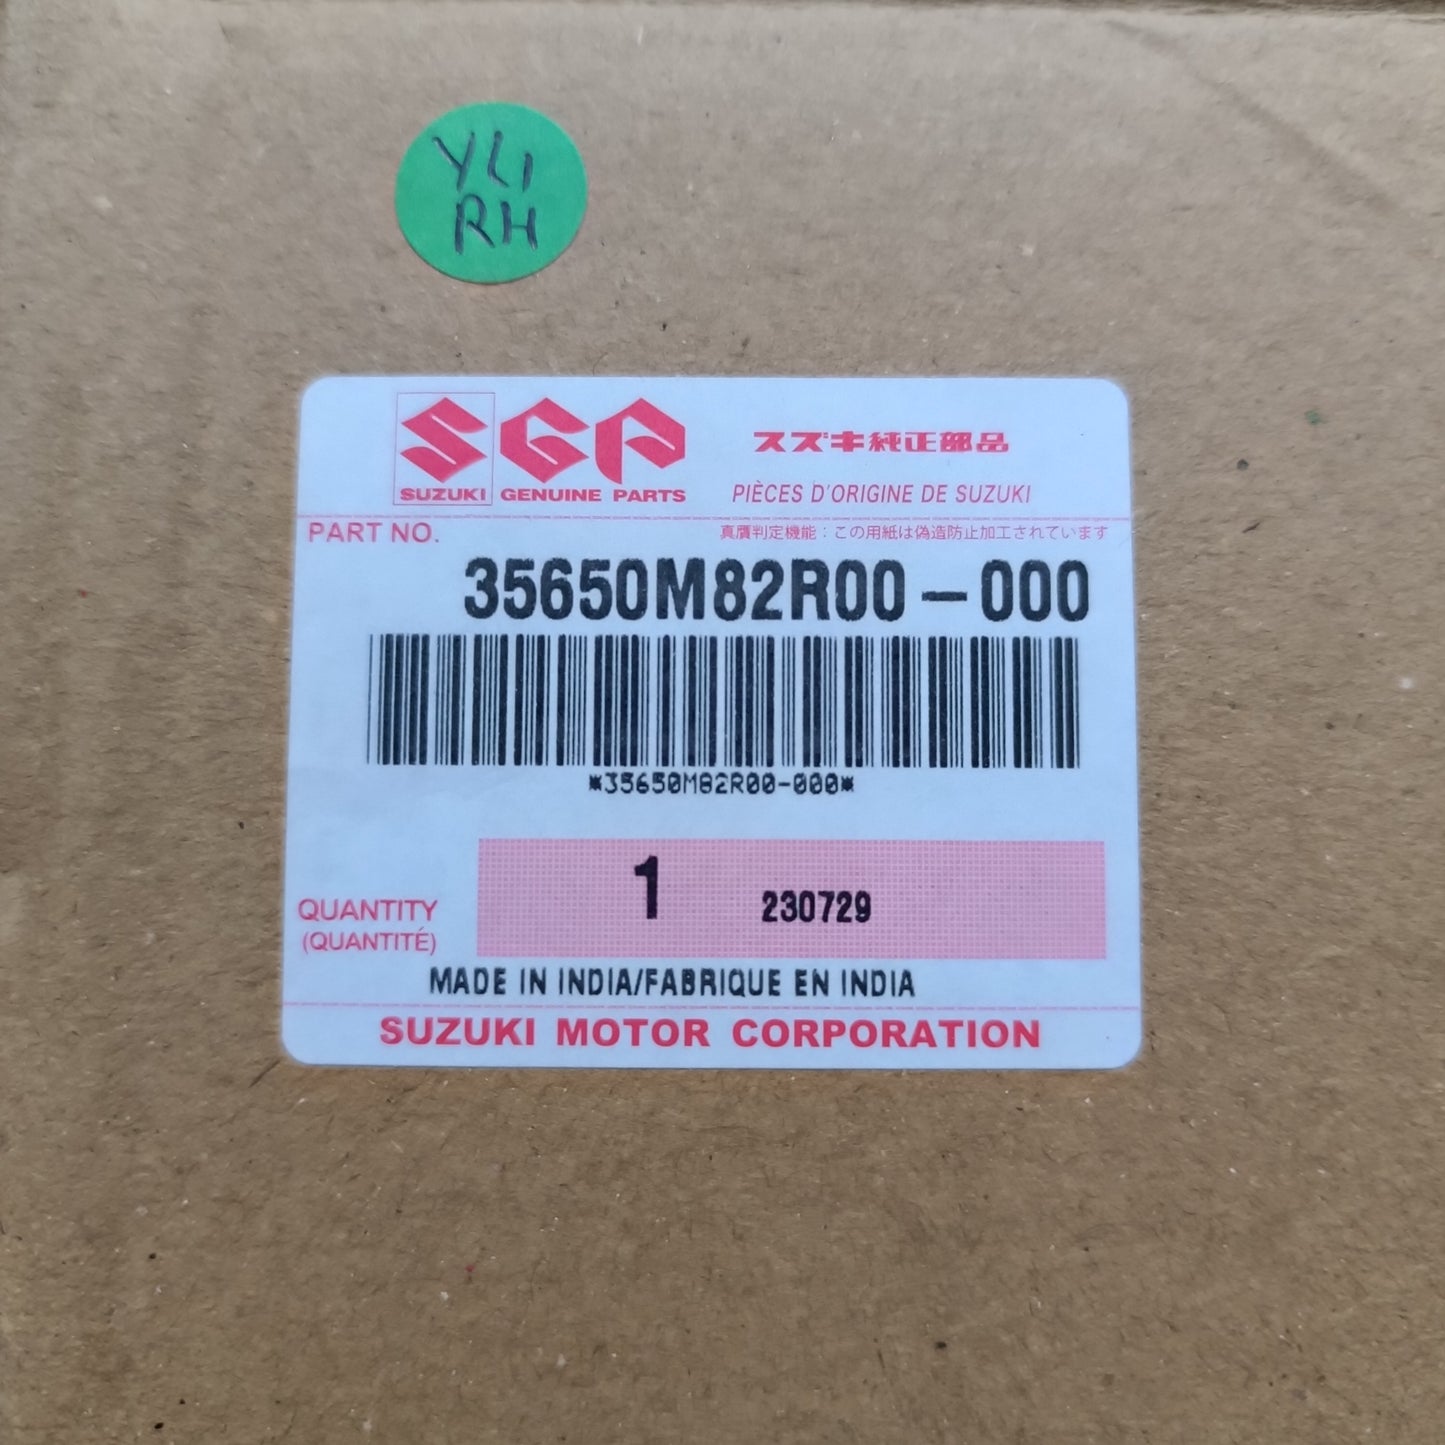 YL1
RH
SGP
SUZUKI GENUINE PARTS
スズキ純正部品
PIÈCES D'ORIGINE DE SUZUKI
PART NO.
真贋判定機能:この用紙は偽造防止加工されています
35650M82R00-000
*35650M82R00-000*
QUANTITY
(QUANTITÉ)
1 230729
MADE IN INDIA/FABRIQUE EN INDIA
SUZUKI MOTOR CORPORATION